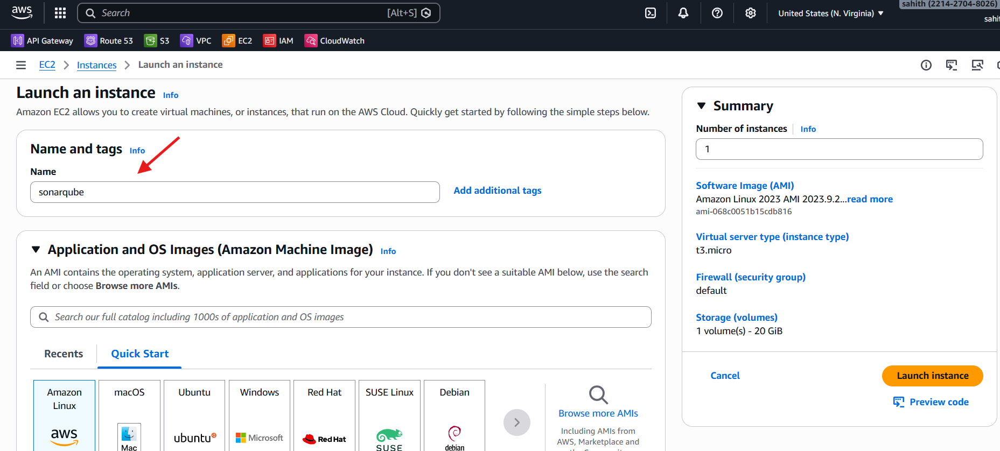 aws
Search [Alt+S]
United States (N. Virginia)
sahith (2214-2704-8026)
API Gateway Route 53 S3 VPC EC2 IAM CloudWatch
EC2 Instances Launch an instance
Launch an instance Info
Amazon EC2 allows you to create virtual machines, or instances, that run on the AWS Cloud. Quickly get started by following the simple steps below.
Name and tags Info
Name
sonarqube
Add additional tags
Application and OS Images (Amazon Machine Image) Info
An AMI contains the operating system, application server, and applications for your instance. If you don't see a suitable AMI below, use the search
field or choose Browse more AMIs.
Search our full catalog including 1000s of application and OS images
Recents Quick Start
Amazon
Linux
aws
macOS
Mac
Ubuntu
ubuntu
Windows
Microsoft
Red Hat
Red Hat
SUSE Linux
SUSE
Debian
debian
Browse more AMIs
Including AMIs from
AWS, Marketplace and
Summary
Number of instances Info
1
Software Image (AMI)
Amazon Linux 2023 AMI 2023.9.2...read more
ami-068c0051b15cdb816
Virtual server type (instance type)
t3.micro
Firewall (security group)
default
Storage (volumes)
1 volume(s) - 20 GiB
Cancel
Launch instance
Preview code